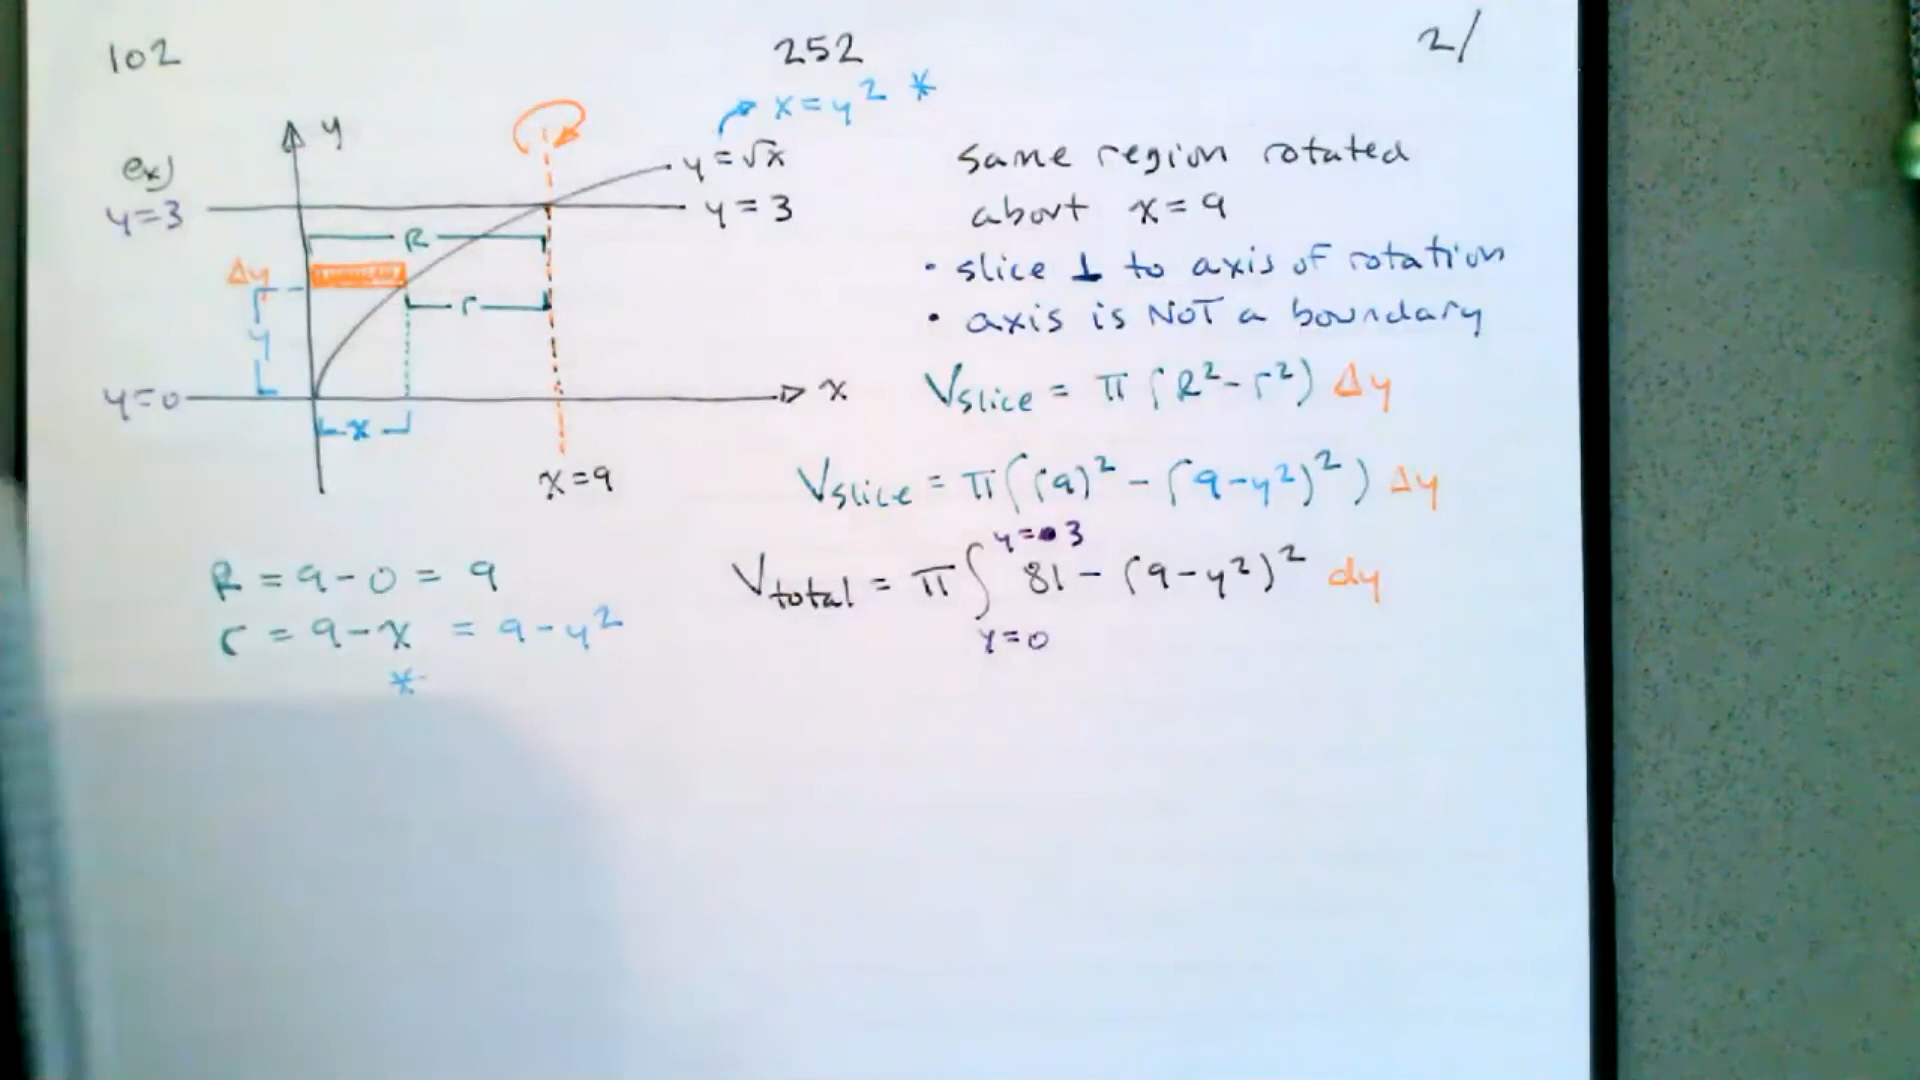 102 252 2/
x=y² *
y
ex)
y=√x
y=3
y=3
same region rotated
about x=9
R
Δy
• slice ⊥ to axis of rotation
r
y
• axis is NOT a boundary
y=0
x
x
Vslice = π(R²-r²) Δy
x=9
Vslice = π((9)²-(9-y²)²) Δy
y=3
R = 9-0 = 9
Vtotal = π∫ 81-(9-y²)² dy
y=0
r = 9-x = 9-y²
*